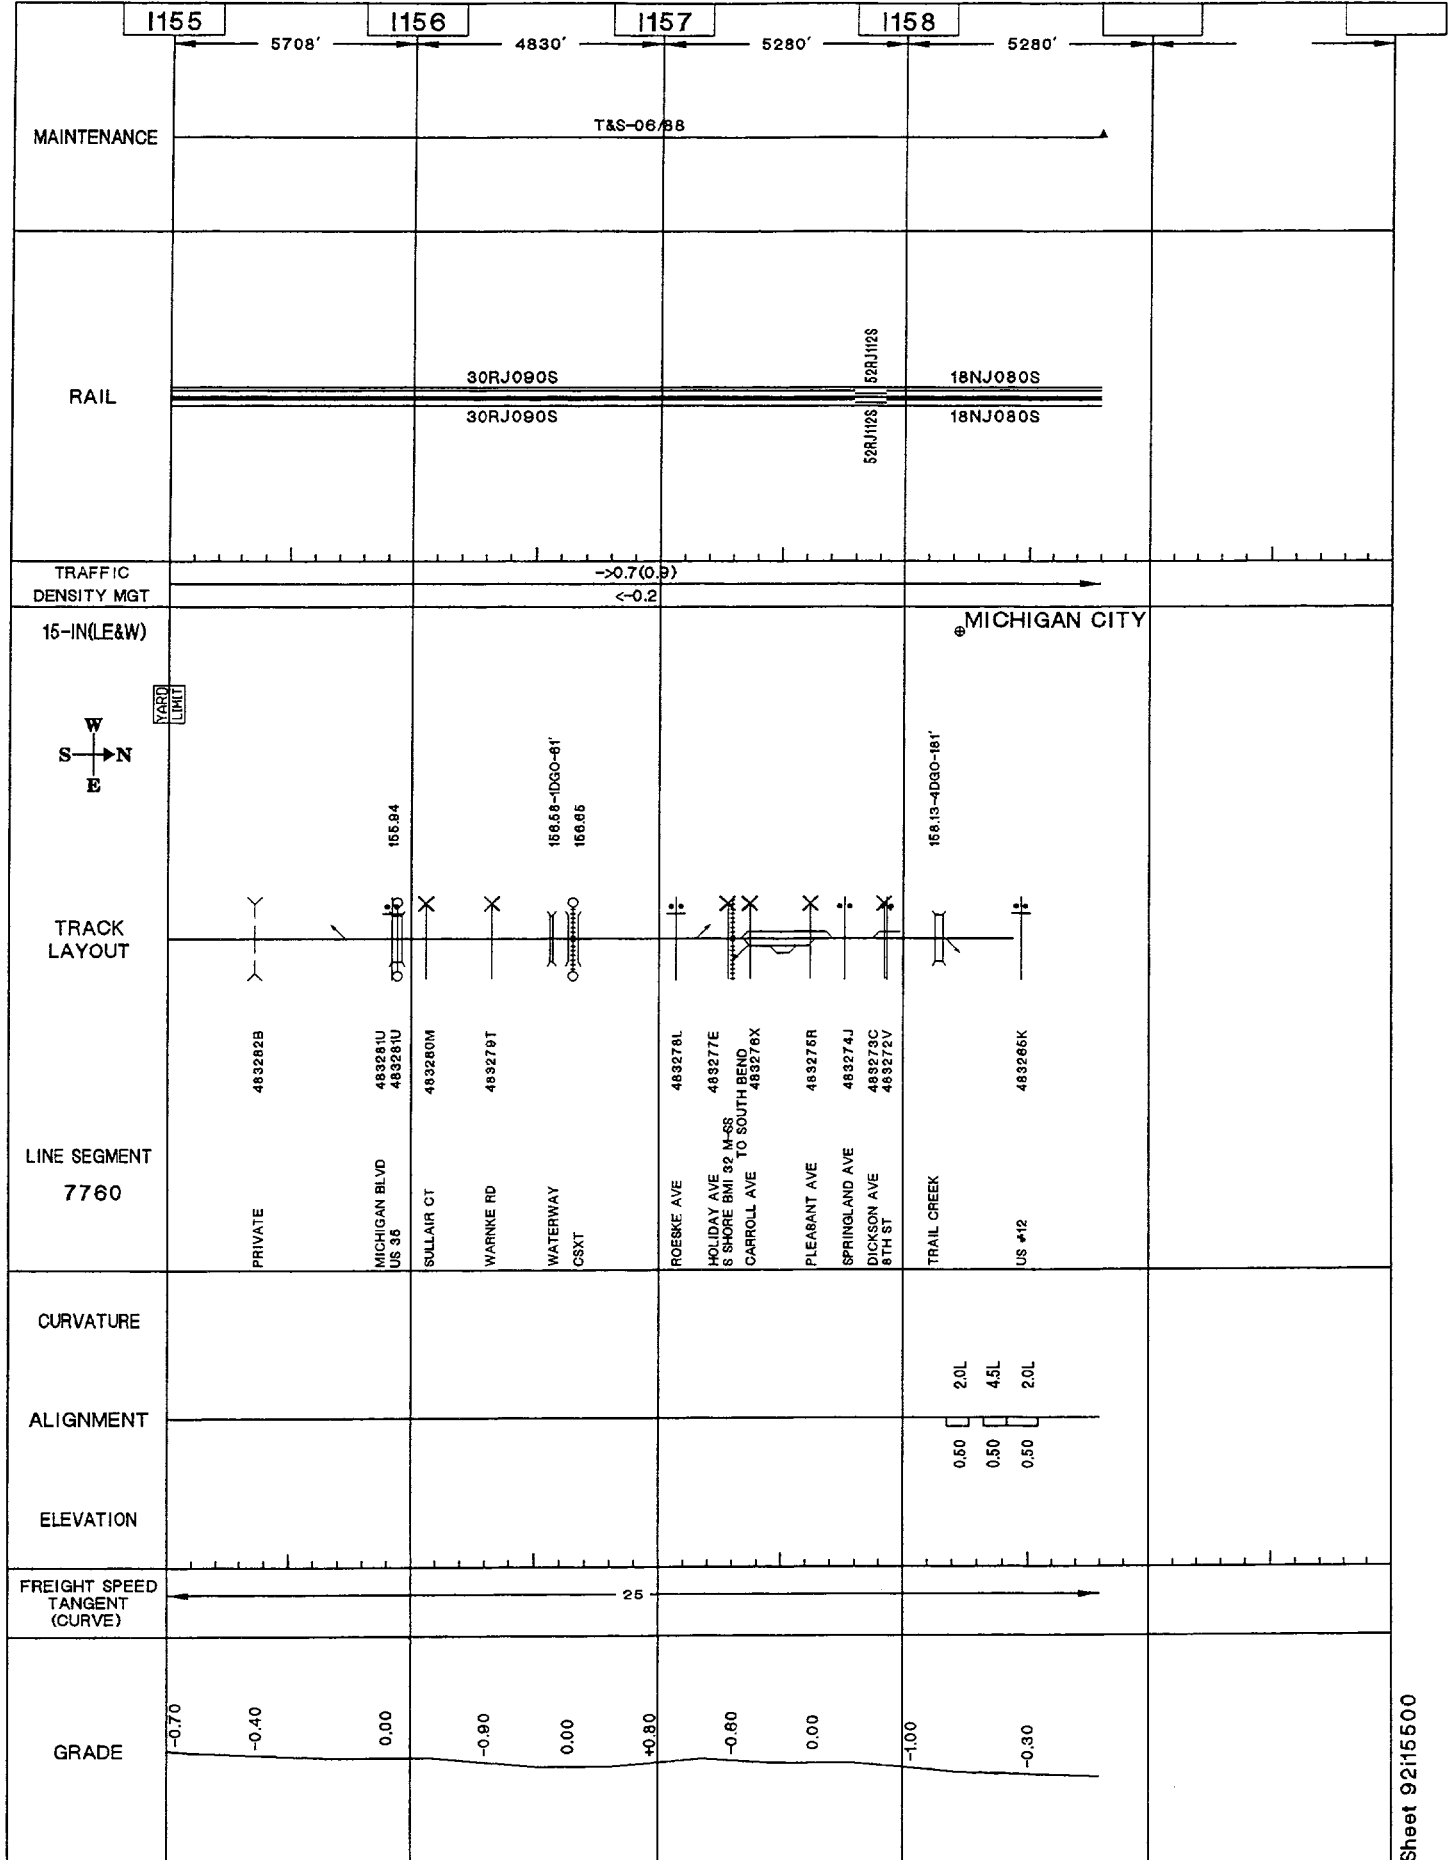 I155
I156
I157
I158
5708'
4830'
5280'
5280'
MAINTENANCE
T&S-06/88
RAIL
30RJ090S
30RJ090S
52RJ112S
52RJ112S
18NJ080S
18NJ080S
TRAFFIC
DENSITY MGT
->0.7(0.9)
<-0.2
15-IN(LE&W)
MICHIGAN CITY
YARD
LIMIT
W
S N
E
155.94
156.58-1DGO-61'
156.65
158.13-4DGO-181'
TRACK
LAYOUT
483282B
483281U
483281U
483280M
483279T
483278L
483277E
483276X
483275R
483274J
483273C
483272V
483265K
LINE SEGMENT
7760
PRIVATE
MICHIGAN BLVD
US 35
SULLAIR CT
WARNKE RD
WATERWAY
CSXT
ROESKE AVE
HOLIDAY AVE
S SHORE BMI 32 M-SS
TO SOUTH BEND
CARROLL AVE
PLEASANT AVE
SPRINGLAND AVE
DICKSON AVE
8TH ST
TRAIL CREEK
US #12
CURVATURE
2.0L
4.5L
2.0L
ALIGNMENT
0.50
0.50
0.50
ELEVATION
FREIGHT SPEED
TANGENT
(CURVE)
25
GRADE
-0.70
-0.40
0.00
-0.90
0.00
+0.80
-0.60
0.00
-1.00
-0.30
Sheet 92i15500